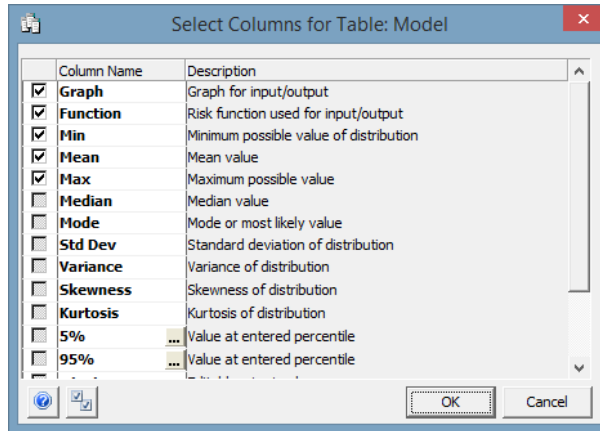 Select Columns for Table: Model
Column Name Description
Graph Graph for input/output
Function Risk function used for input/output
Min Minimum possible value of distribution
Mean Mean value
Max Maximum possible value
Median Median value
Mode Mode or most likely value
Std Dev Standard deviation of distribution
Variance Variance of distribution
Skewness Skewness of distribution
Kurtosis Kurtosis of distribution
5% ... Value at entered percentile
95% ... Value at entered percentile
OK Cancel